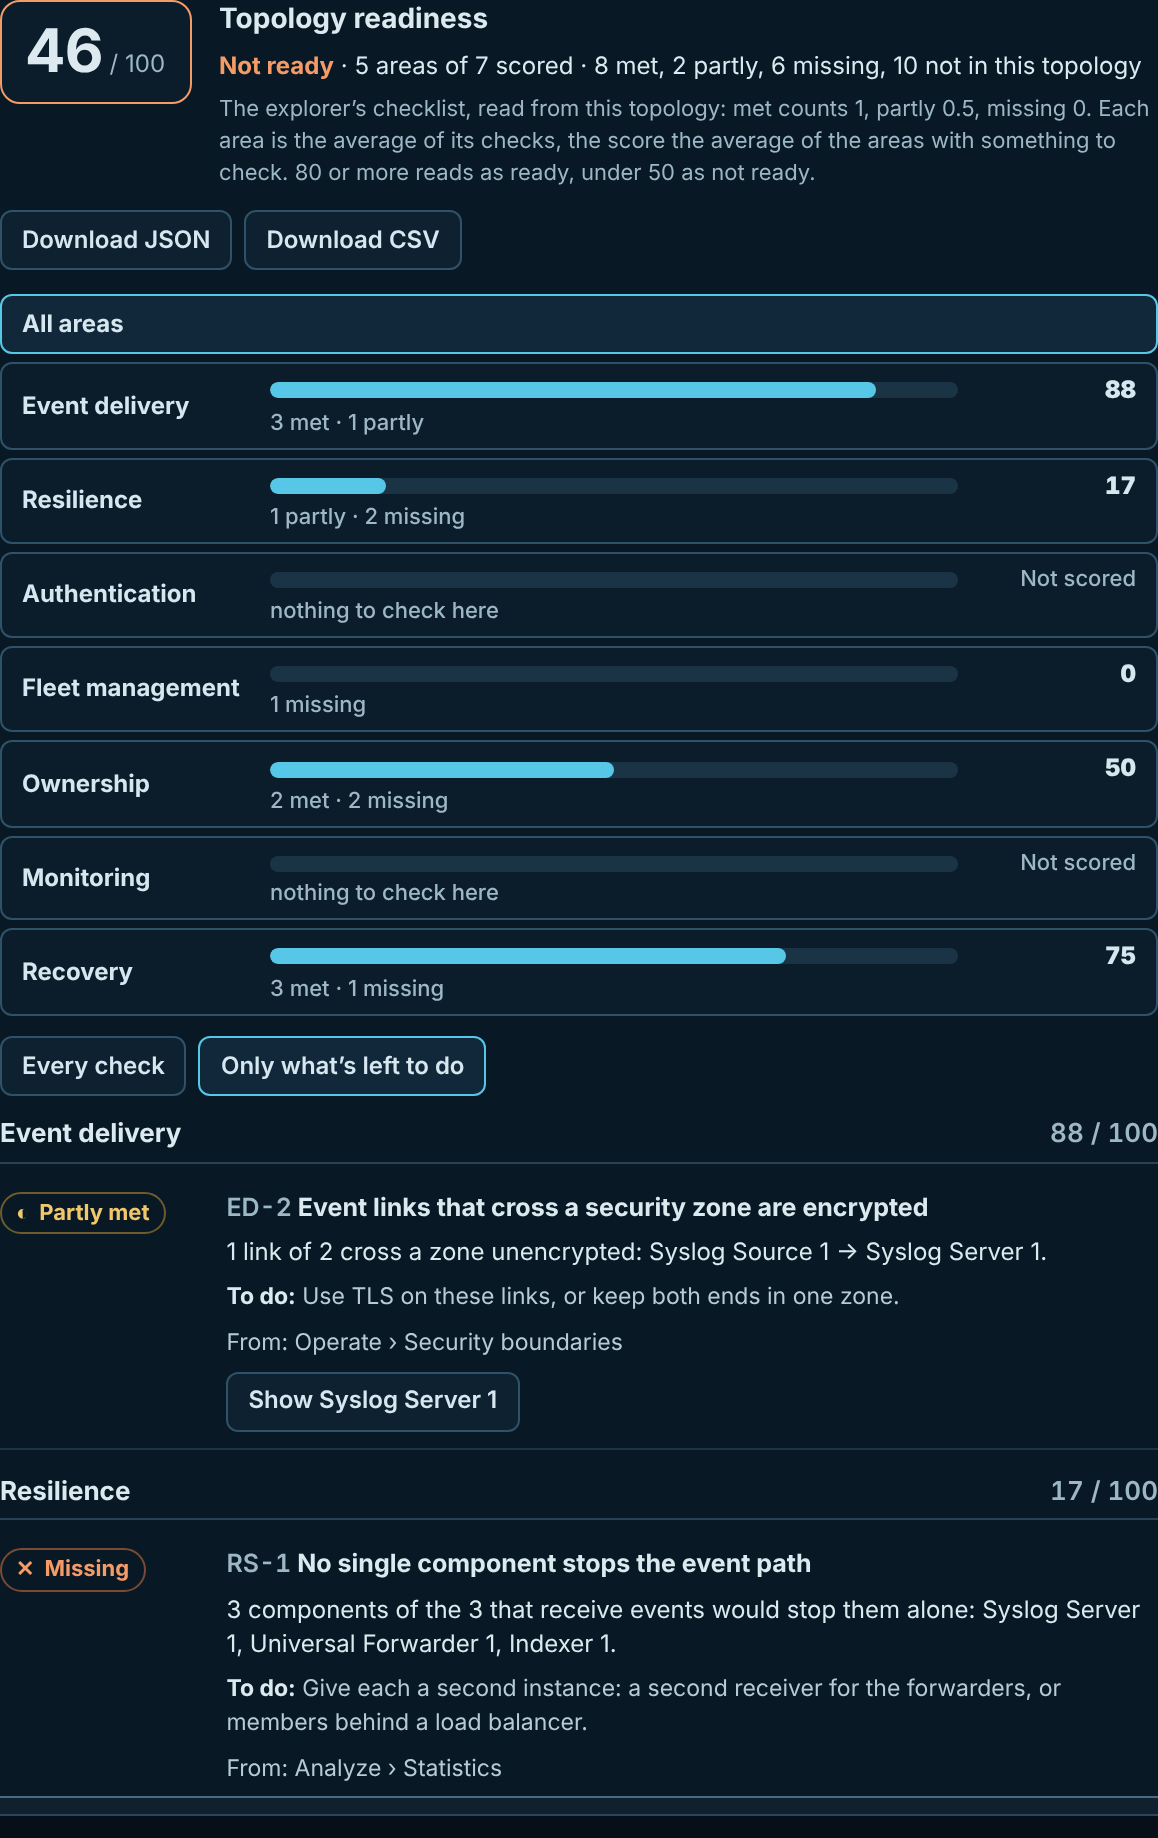 46 / 100
Topology readiness
Not ready · 5 areas of 7 scored · 8 met, 2 partly, 6 missing, 10 not in this topology
The explorer’s checklist, read from this topology: met counts 1, partly 0.5, missing 0. Each
area is the average of its checks, the score the average of the areas with something to
check. 80 or more reads as ready, under 50 as not ready.
Download JSON
Download CSV
All areas
Event delivery
88
3 met · 1 partly
Resilience
17
1 partly · 2 missing
Authentication
Not scored
nothing to check here
Fleet management
0
1 missing
Ownership
50
2 met · 2 missing
Monitoring
Not scored
nothing to check here
Recovery
75
3 met · 1 missing
Every check
Only what’s left to do
Event delivery
88 / 100
Partly met
ED-2 Event links that cross a security zone are encrypted
1 link of 2 cross a zone unencrypted: Syslog Source 1 → Syslog Server 1.
To do: Use TLS on these links, or keep both ends in one zone.
From: Operate › Security boundaries
Show Syslog Server 1
Resilience
17 / 100
✕ Missing
RS-1 No single component stops the event path
3 components of the 3 that receive events would stop them alone: Syslog Server
1, Universal Forwarder 1, Indexer 1.
To do: Give each a second instance: a second receiver for the forwarders, or
members behind a load balancer.
From: Analyze › Statistics